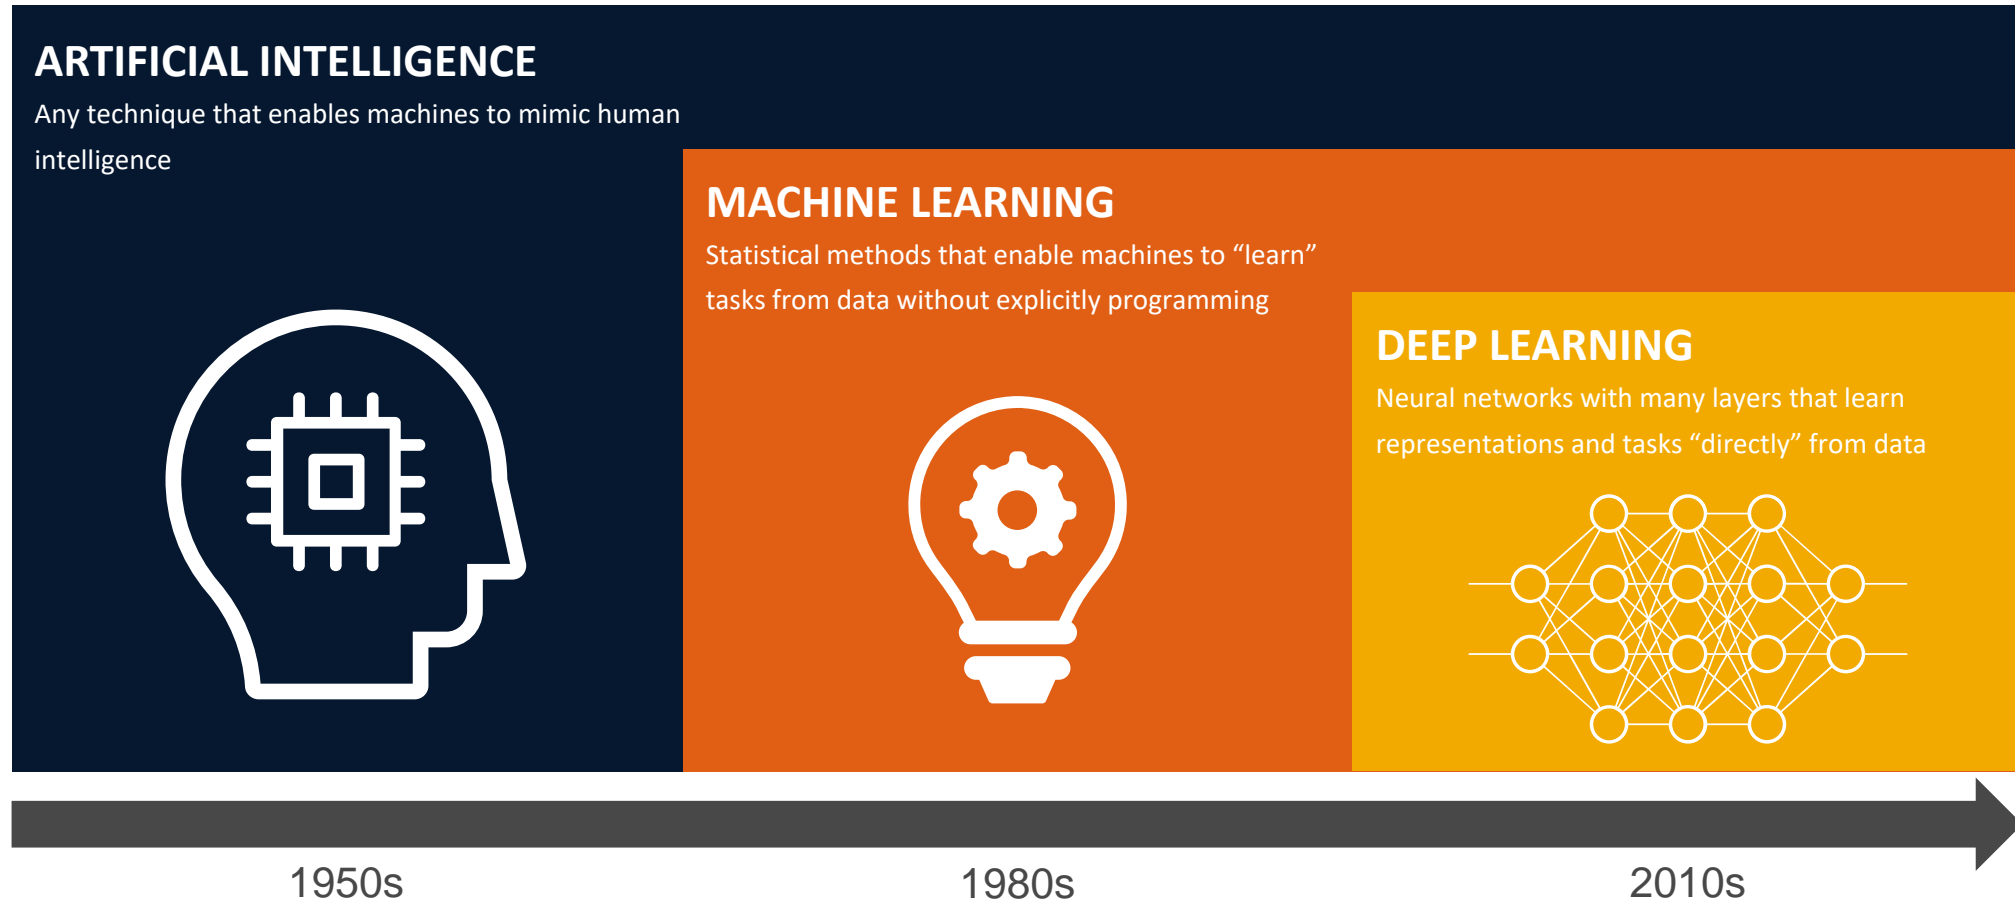 ARTIFICIAL INTELLIGENCE
Any technique that enables machines to mimic human
intelligence
MACHINE LEARNING
Statistical methods that enable machines to “learn”
tasks from data without explicitly programming
DEEP LEARNING
Neural networks with many layers that learn
representations and tasks “directly” from data
1950s
1980s
2010s